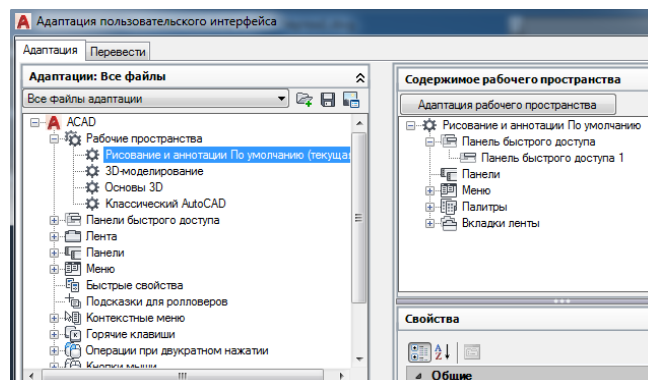 Адаптация пользовательского интерфейса
Адаптация Перевести
Адаптации: Все файлы
Все файлы адаптации
ACAD
Рабочие пространства
Рисование и аннотации По умолчанию (текуща
3D-моделирование
Основы 3D
Классический AutoCAD
Панели быстрого доступа
Лента
Панели
Меню
Быстрые свойства
Подсказки для ролловеров
Контекстные меню
Горячие клавиши
Операции при двукратном нажатии
Кнопки мыши
Содержимое рабочего пространства
Адаптация рабочего пространства
Рисование и аннотации По умолчанию
Панель быстрого доступа
Панель быстрого доступа 1
Панели
Меню
Палитры
Вкладки ленты
Свойства
Общие